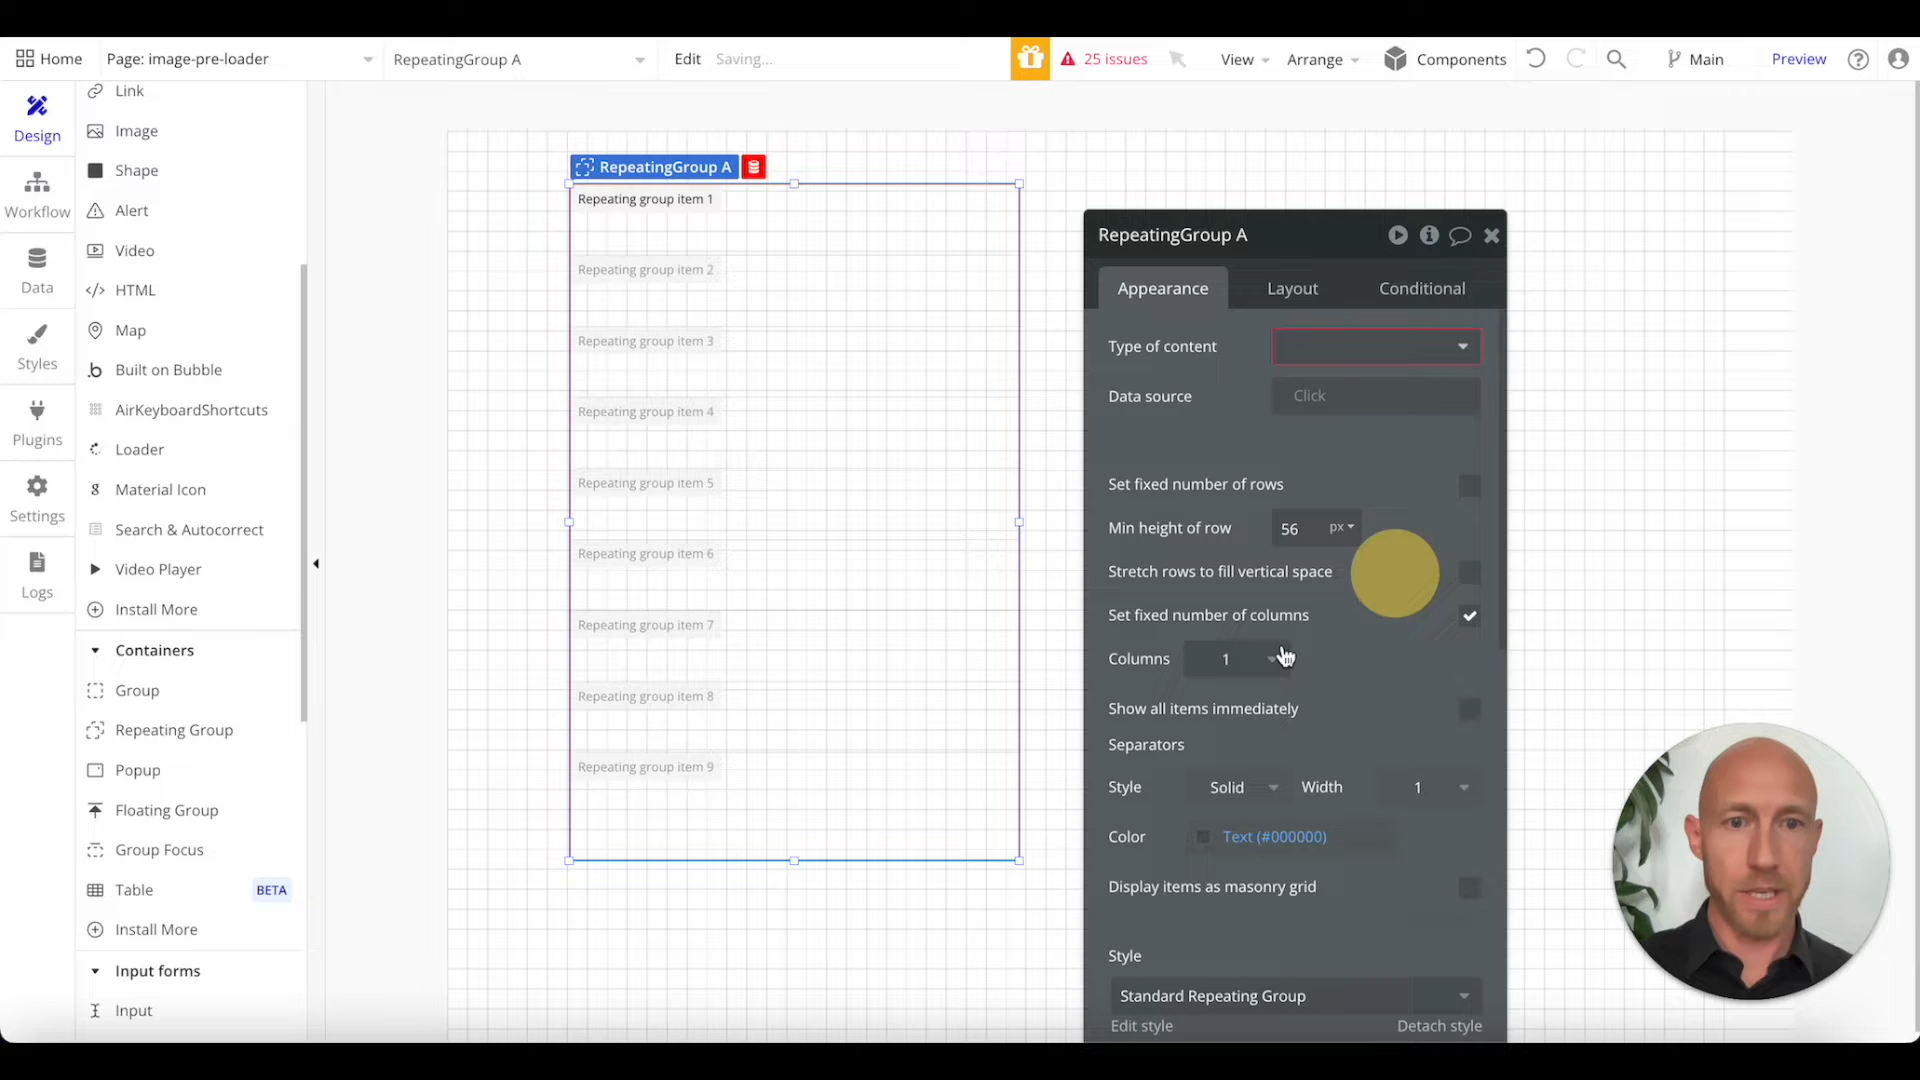 Home
Page: image-pre-loader
RepeatingGroup A
Edit
Saving...
25 issues
View
Arrange
Components
Main
Preview
Design
Workflow
Data
Styles
Plugins
Settings
Logs
Link
Image
Shape
Alert
Video
HTML
Map
Built on Bubble
AirKeyboardShortcuts
Loader
Material Icon
Search & Autocorrect
Video Player
Install More
Containers
Group
Repeating Group
Popup
Floating Group
Group Focus
Table BETA
Install More
Input forms
Input
RepeatingGroup A
Repeating group item 1
Repeating group item 2
Repeating group item 3
Repeating group item 4
Repeating group item 5
Repeating group item 6
Repeating group item 7
Repeating group item 8
Repeating group item 9
RepeatingGroup A
Appearance
Layout
Conditional
Type of content
Data source Click
Set fixed number of rows
Min height of row 56 px
Stretch rows to fill vertical space
Set fixed number of columns
Columns 1
Show all items immediately
Separators
Style Solid Width 1
Color Text (#000000)
Display items as masonry grid
Style
Standard Repeating Group
Edit style Detach style